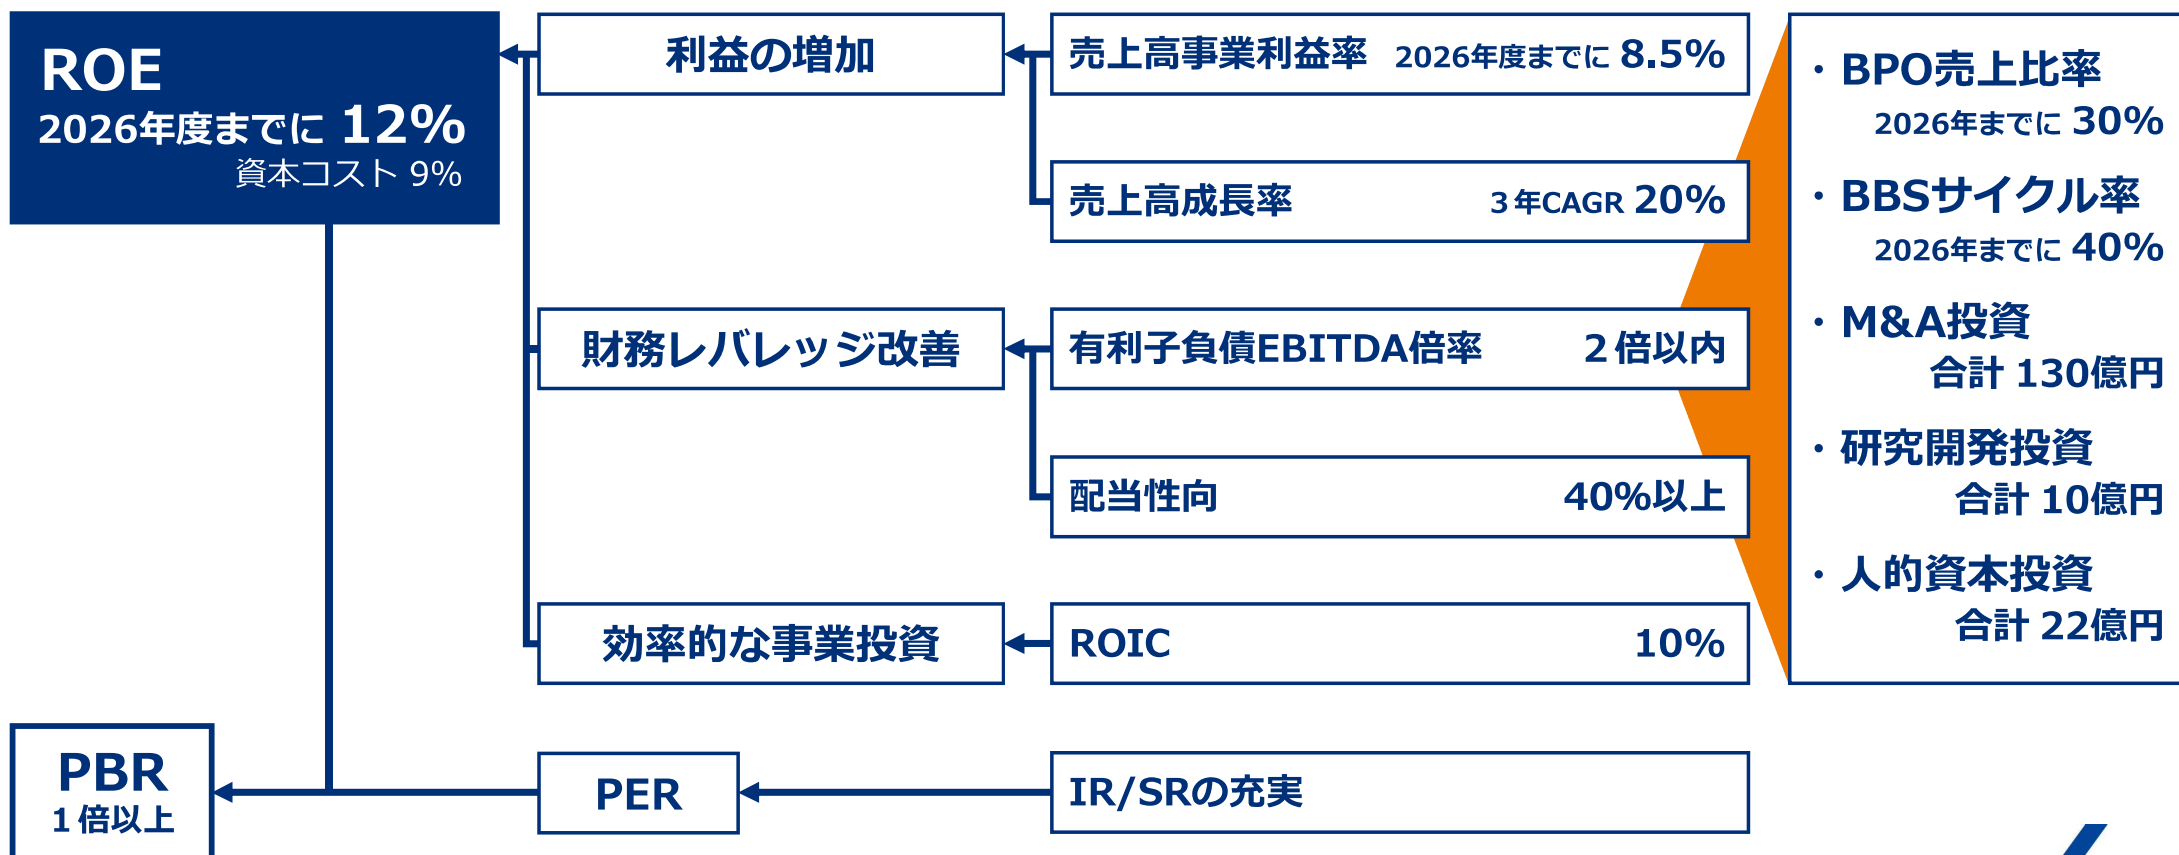 ROE
2026年度までに 12%
資本コスト 9%
利益の増加
売上高事業利益率 2026年度までに 8.5%
売上高成長率 3年CAGR 20%
財務レバレッジ改善
有利子負債EBITDA倍率 2倍以内
配当性向 40%以上
効率的な事業投資
ROIC 10%
・BPO売上比率
2026年までに 30%
・BBSサイクル率
2026年までに 40%
・M&A投資
合計 130億円
・研究開発投資
合計 10億円
・人的資本投資
合計 22億円
PBR
1倍以上
PER
IR/SRの充実